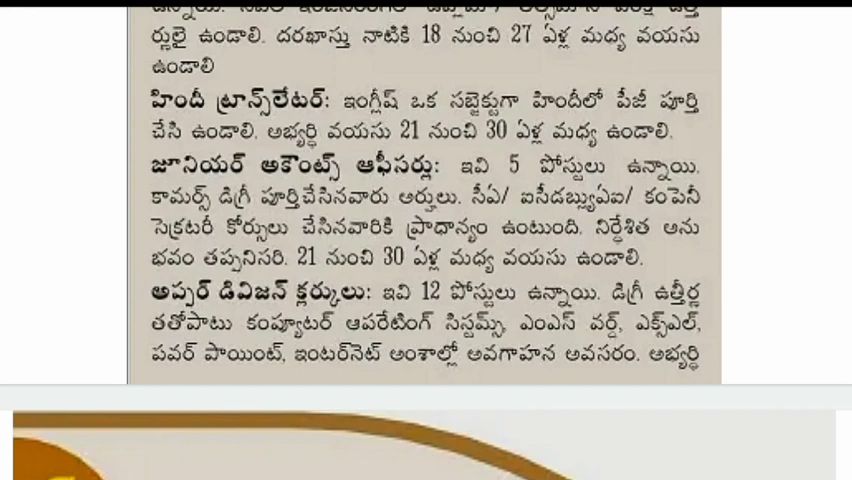 ర్ణులై ఉండాలి. దరఖాస్తు నాటికి 18 నుంచి 27 ఏళ్ల మధ్య వయసు
ఉండాలి
హిందీ ట్రాన్స్‌లేటర్: ఇంగ్లీష్ ఒక సబ్జెక్టుగా హిందీలో పీజీ పూర్తి
చేసి ఉండాలి. అభ్యర్థి వయసు 21 నుంచి 30 ఏళ్ల మధ్య ఉండాలి.
జూనియర్ అకౌంట్స్ ఆఫీసర్లు: ఇవి 5 పోస్టులు ఉన్నాయి.
కామర్స్ డిగ్రీ పూర్తిచేసినవారు అర్హులు. సీఏ/ ఐసీడబ్ల్యుఏఐ/ కంపెనీ
సెక్రటరీ కోర్సులు చేసినవారికి ప్రాధాన్యం ఉంటుంది. నిర్ధేశిత అను
భవం తప్పనిసరి. 21 నుంచి 30 ఏళ్ల మధ్య వయసు ఉండాలి.
అప్పర్ డివిజన్ క్లర్కులు: ఇవి 12 పోస్టులు ఉన్నాయి. డిగ్రీ ఉత్తీర్ణ
తతోపాటు కంప్యూటర్ ఆపరేటింగ్ సిస్టమ్స్, ఎంఎస్ వర్డ్, ఎక్స్ఎల్,
పవర్ పాయింట్, ఇంటర్‌నెట్ అంశాల్లో అవగాహన అవసరం. అభ్యర్థి